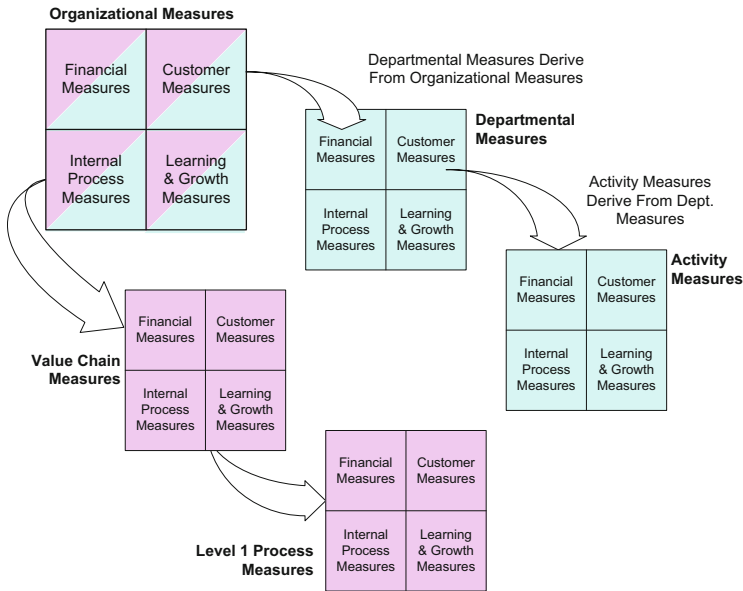 Organizational Measures
Financial
Measures
Customer
Measures
Internal
Process
Measures
Learning
& Growth
Measures
Departmental Measures Derive
From Organizational Measures
Departmental
Measures
Financial
Measures
Customer
Measures
Internal
Process
Measures
Learning
& Growth
Measures
Activity Measures
Derive From Dept.
Measures
Activity
Measures
Financial
Measures
Customer
Measures
Internal
Process
Measures
Learning
& Growth
Measures
Value Chain
Measures
Financial
Measures
Customer
Measures
Internal
Process
Measures
Learning
& Growth
Measures
Level 1 Process
Measures
Financial
Measures
Customer
Measures
Internal
Process
Measures
Learning
& Growth
Measures